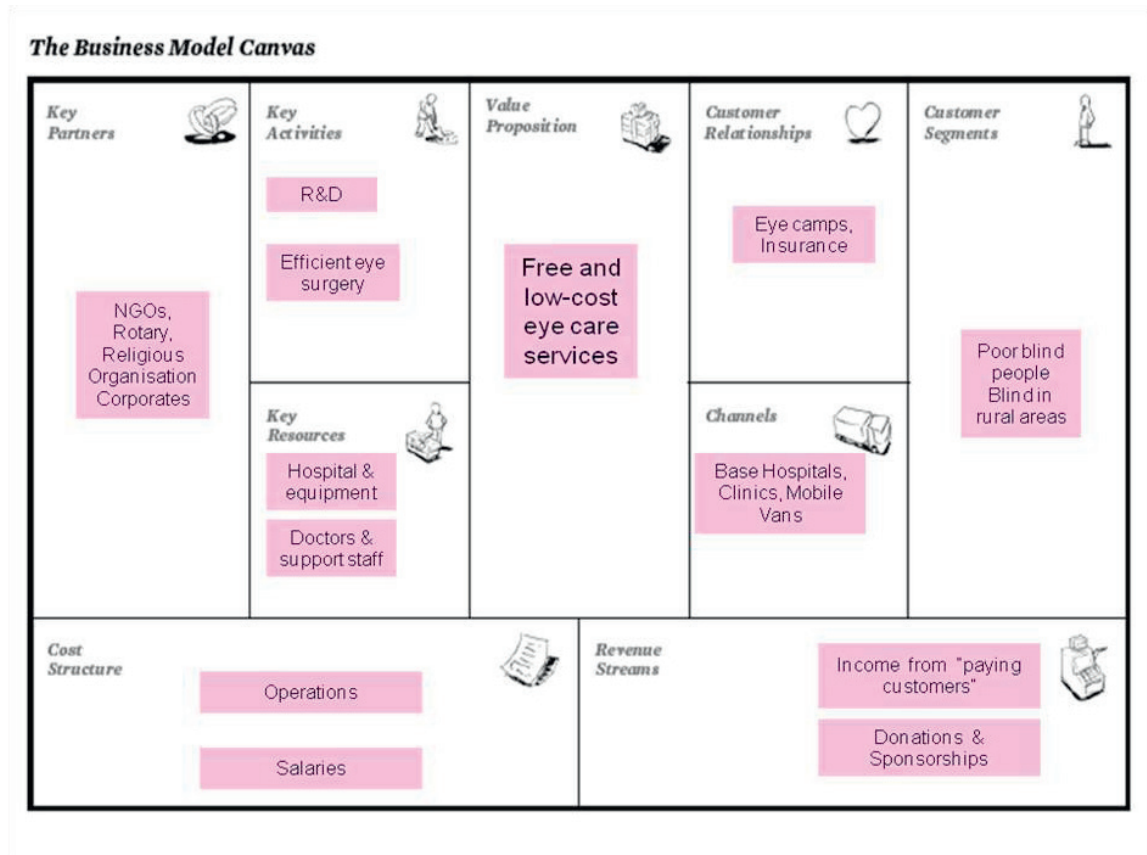 The Business Model Canvas
Key
Partners
NGOs,
Rotary,
Religious
Organisation
Corporates
Key
Activities
R&D
Efficient eye
surgery
Key
Resources
Hospital &
equipment
Doctors &
support staff
Value
Proposition
Free and
low-cost
eye care
services
Customer
Relationships
Eye camps,
Insurance
Channels
Base Hospitals,
Clinics, Mobile
Vans
Customer
Segments
Poor blind
people
Blind in
rural areas
Cost
Structure
Operations
Salaries
Revenue
Streams
Income from "paying
customers"
Donations &
Sponsorships